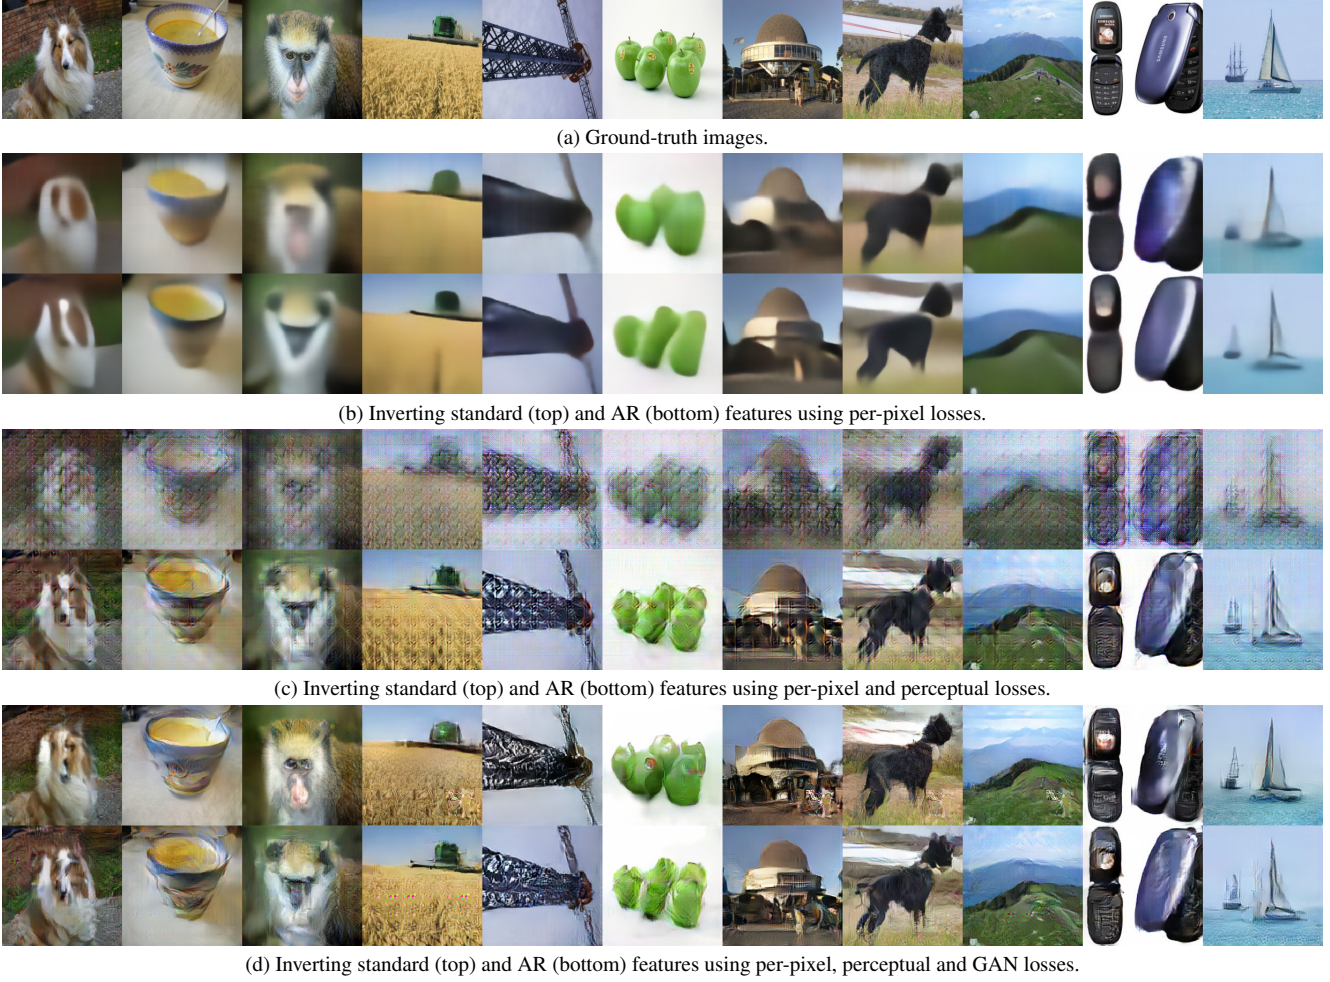 SAMSUNG
(a) Ground-truth images.
(b) Inverting standard (top) and AR (bottom) features using per-pixel losses.
(c) Inverting standard (top) and AR (bottom) features using per-pixel and perceptual losses.
(d) Inverting standard (top) and AR (bottom) features using per-pixel, perceptual and GAN losses.